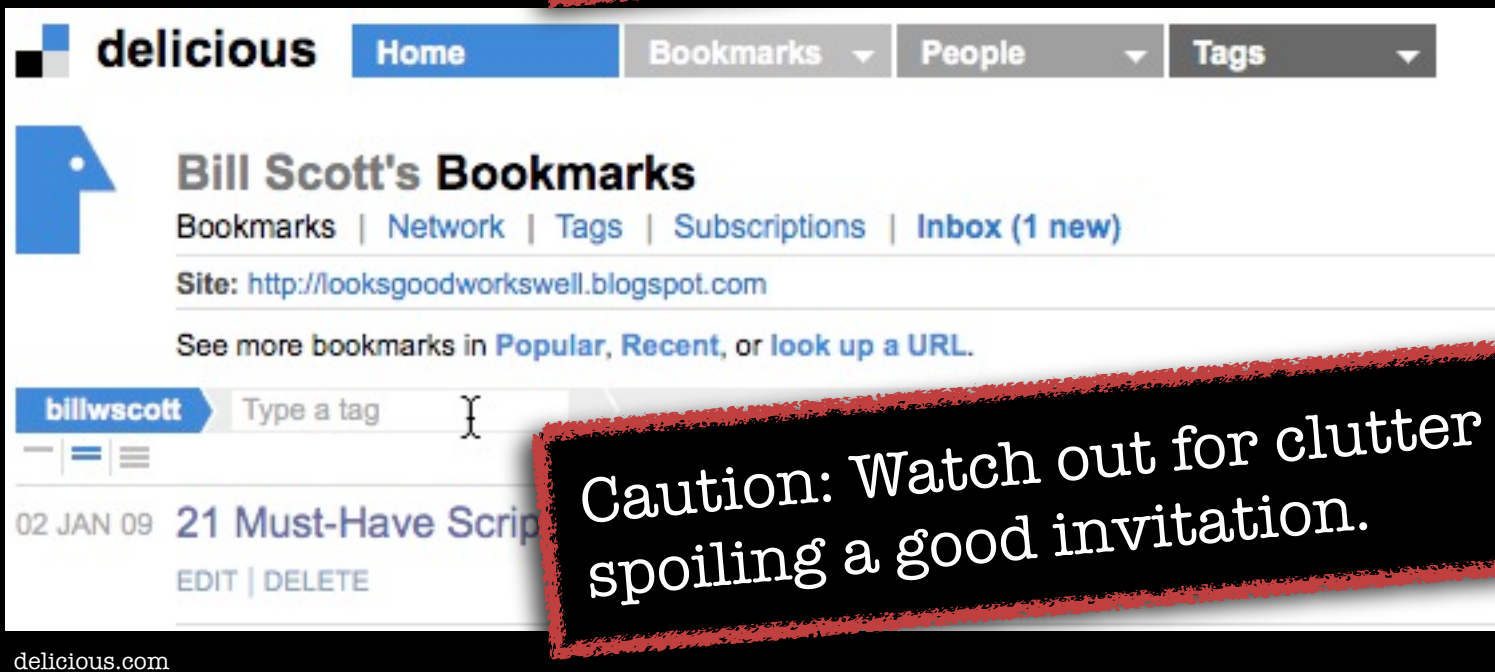 delicious Home Bookmarks People Tags
Bill Scott's Bookmarks
Bookmarks | Network | Tags | Subscriptions | Inbox (1 new)
Site: http://looksgoodworkswell.blogspot.com
See more bookmarks in Popular, Recent, or look up a URL.
billwscott Type a tag
02 JAN 09 21 Must-Have Scrip
EDIT | DELETE
Caution: Watch out for clutter
spoiling a good invitation.
delicious.com